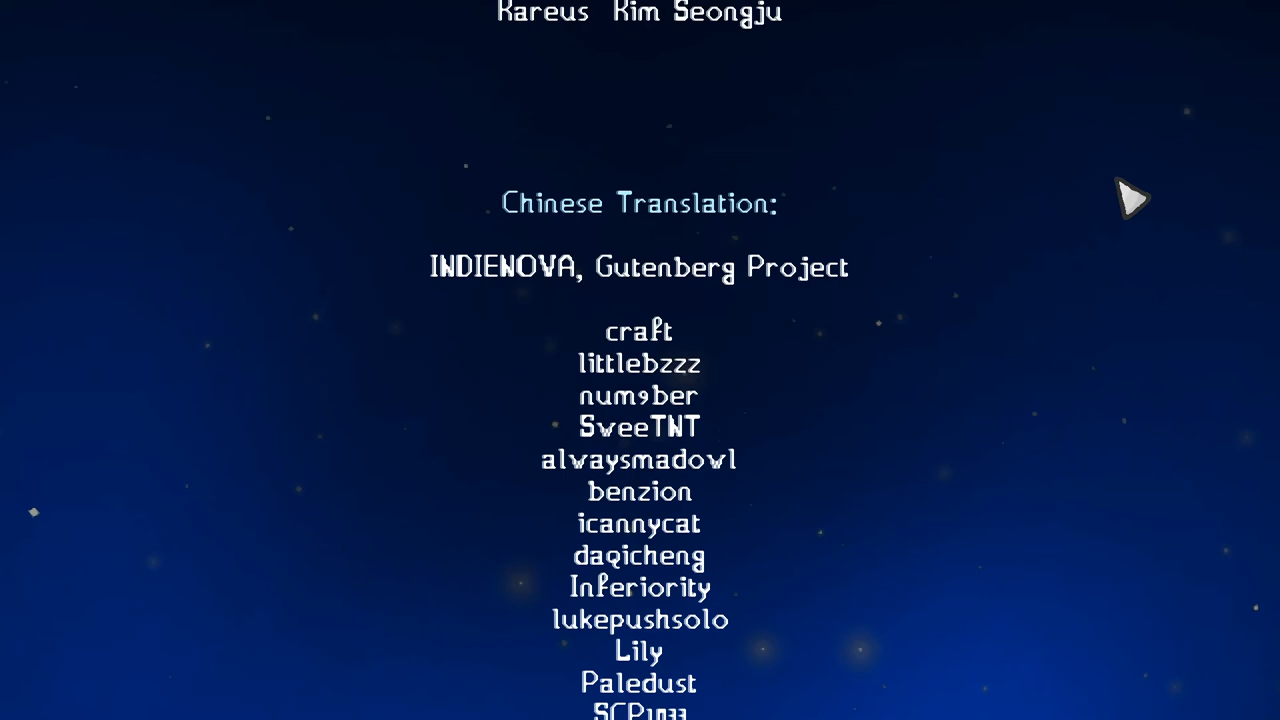 Kareus Kim Seongju
Chinese Translation:
INDIENOVA, Gutenberg Project
craft
littlebzzz
num9ber
SweeTNT
alwaysmadowl
benzion
icannycat
daqicheng
Inferiority
lukepushsolo
Lily
Paledust